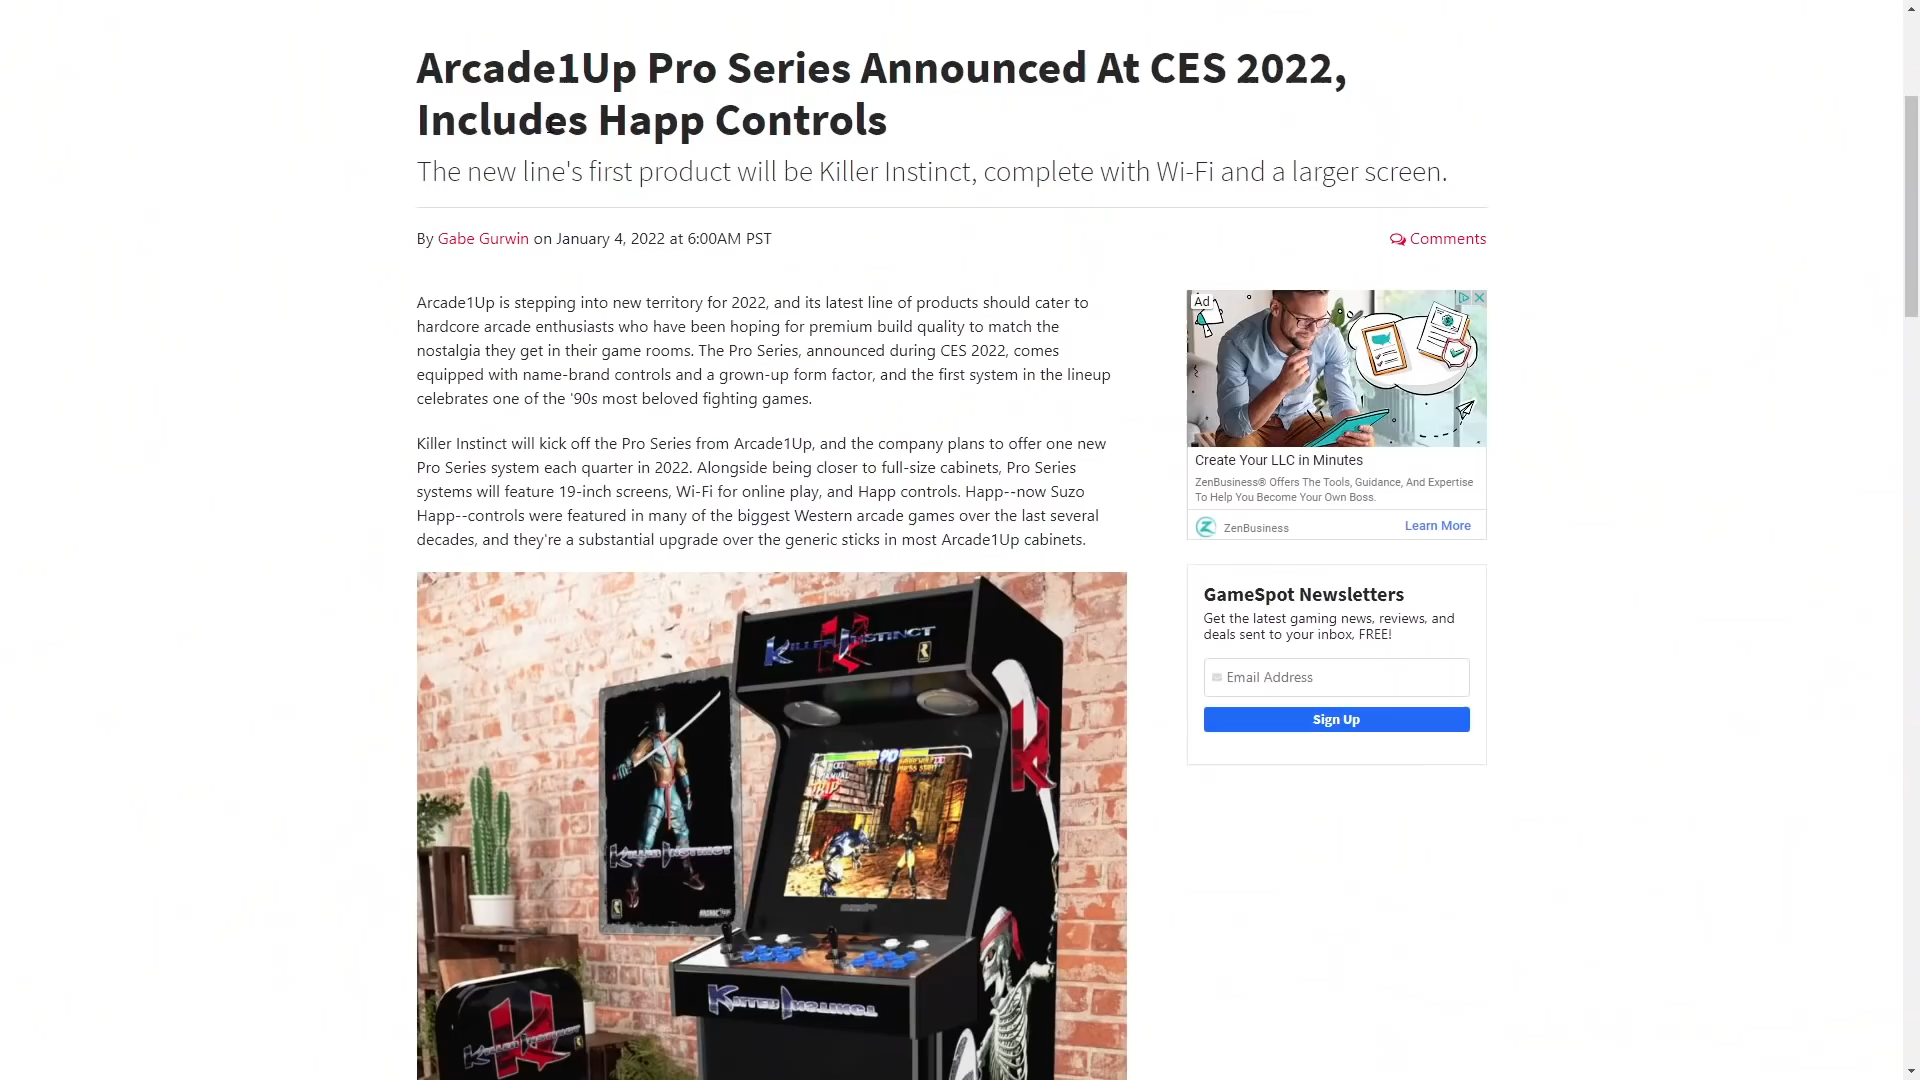 Arcade1Up Pro Series Announced At CES 2022,
Includes Happ Controls
The new line's first product will be Killer Instinct, complete with Wi-Fi and a larger screen.
By Gabe Gurwin on January 4, 2022 at 6:00AM PST
Comments
Arcade1Up is stepping into new territory for 2022, and its latest line of products should cater to
hardcore arcade enthusiasts who have been hoping for premium build quality to match the
nostalgia they get in their game rooms. The Pro Series, announced during CES 2022, comes
equipped with name-brand controls and a grown-up form factor, and the first system in the lineup
celebrates one of the '90s most beloved fighting games.
Killer Instinct will kick off the Pro Series from Arcade1Up, and the company plans to offer one new
Pro Series system each quarter in 2022. Alongside being closer to full-size cabinets, Pro Series
systems will feature 19-inch screens, Wi-Fi for online play, and Happ controls. Happ--now Suzo
Happ--controls were featured in many of the biggest Western arcade games over the last several
decades, and they're a substantial upgrade over the generic sticks in most Arcade1Up cabinets.
Ad
Create Your LLC in Minutes
ZenBusiness® Offers The Tools, Guidance, And Expertise
To Help You Become Your Own Boss.
ZenBusiness
Learn More
GameSpot Newsletters
Get the latest gaming news, reviews, and
deals sent to your inbox, FREE!
Email Address
Sign Up
KILLER INSTINCT
90
KILLER INSTINCT
KILLER INSTINCT
KILLER INSTINCT